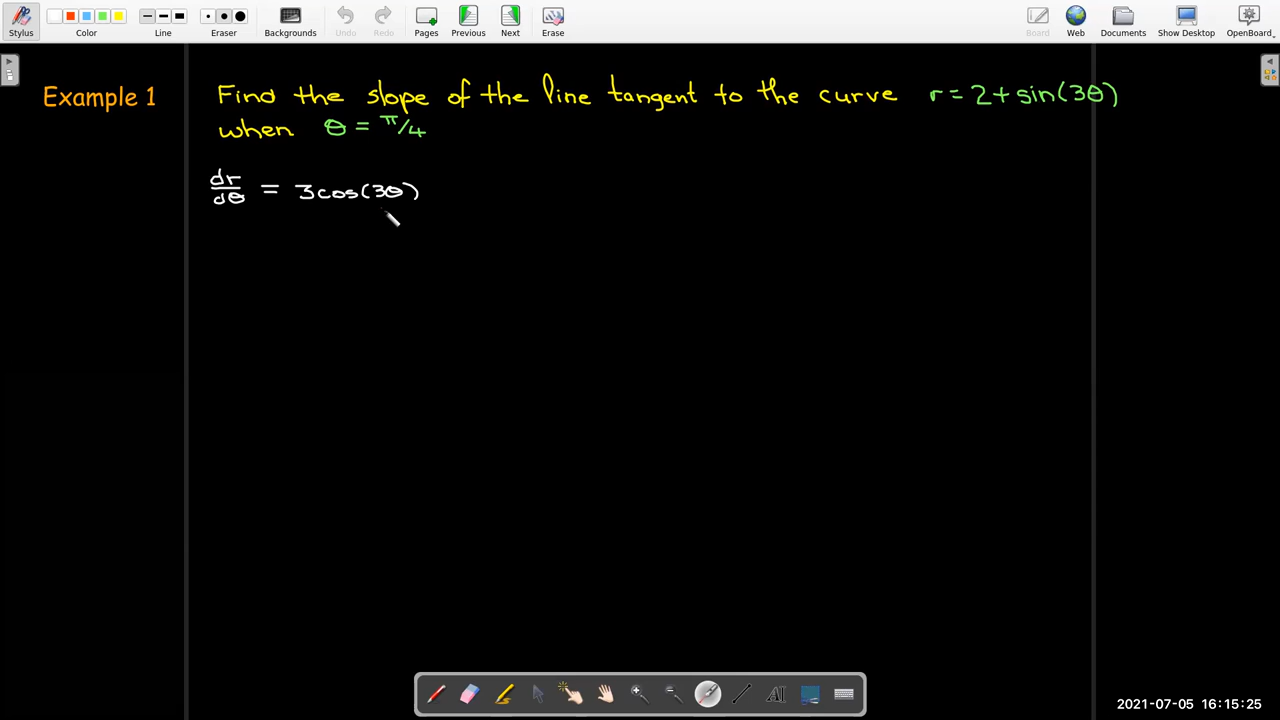 Stylus Color Line Eraser Backgrounds Undo Redo Pages Previous Next Erase Board Web Documents Show Desktop OpenBoard
Example 1 Find the slope of the line tangent to the curve r = 2 + sin(3θ)
when θ = π/4
dr/dθ = 3cos(3θ)
2021-07-05 16:15:25